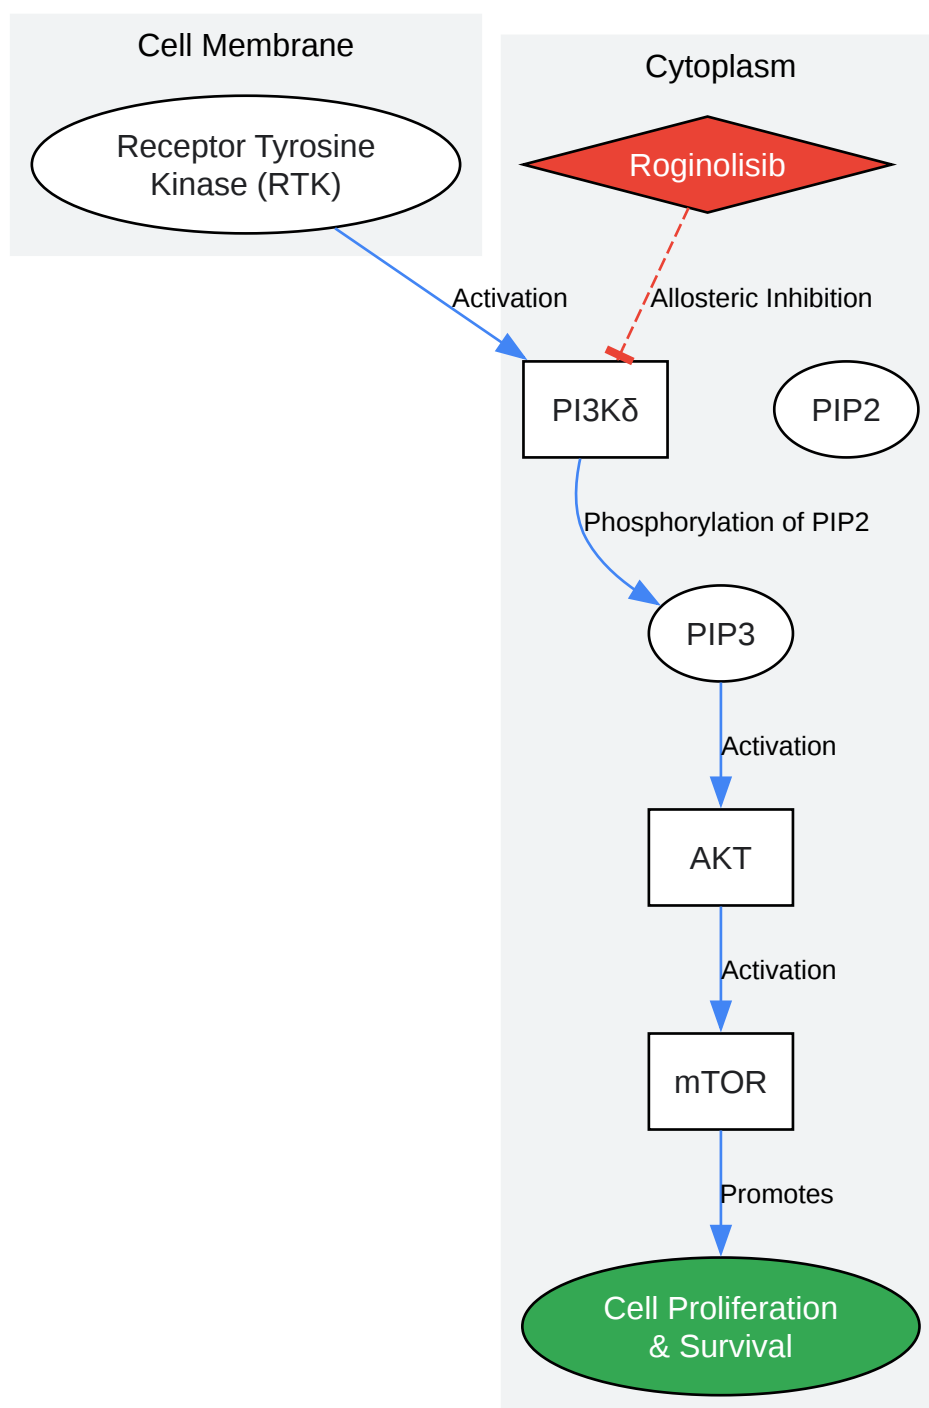 Cell Membrane
Cytoplasm
Receptor Tyrosine
Kinase (RTK)
Roginolisib
Activation
Allosteric Inhibition
PI3Kδ
PIP2
Phosphorylation of PIP2
PIP3
Activation
AKT
Activation
mTOR
Promotes
Cell Proliferation
& Survival